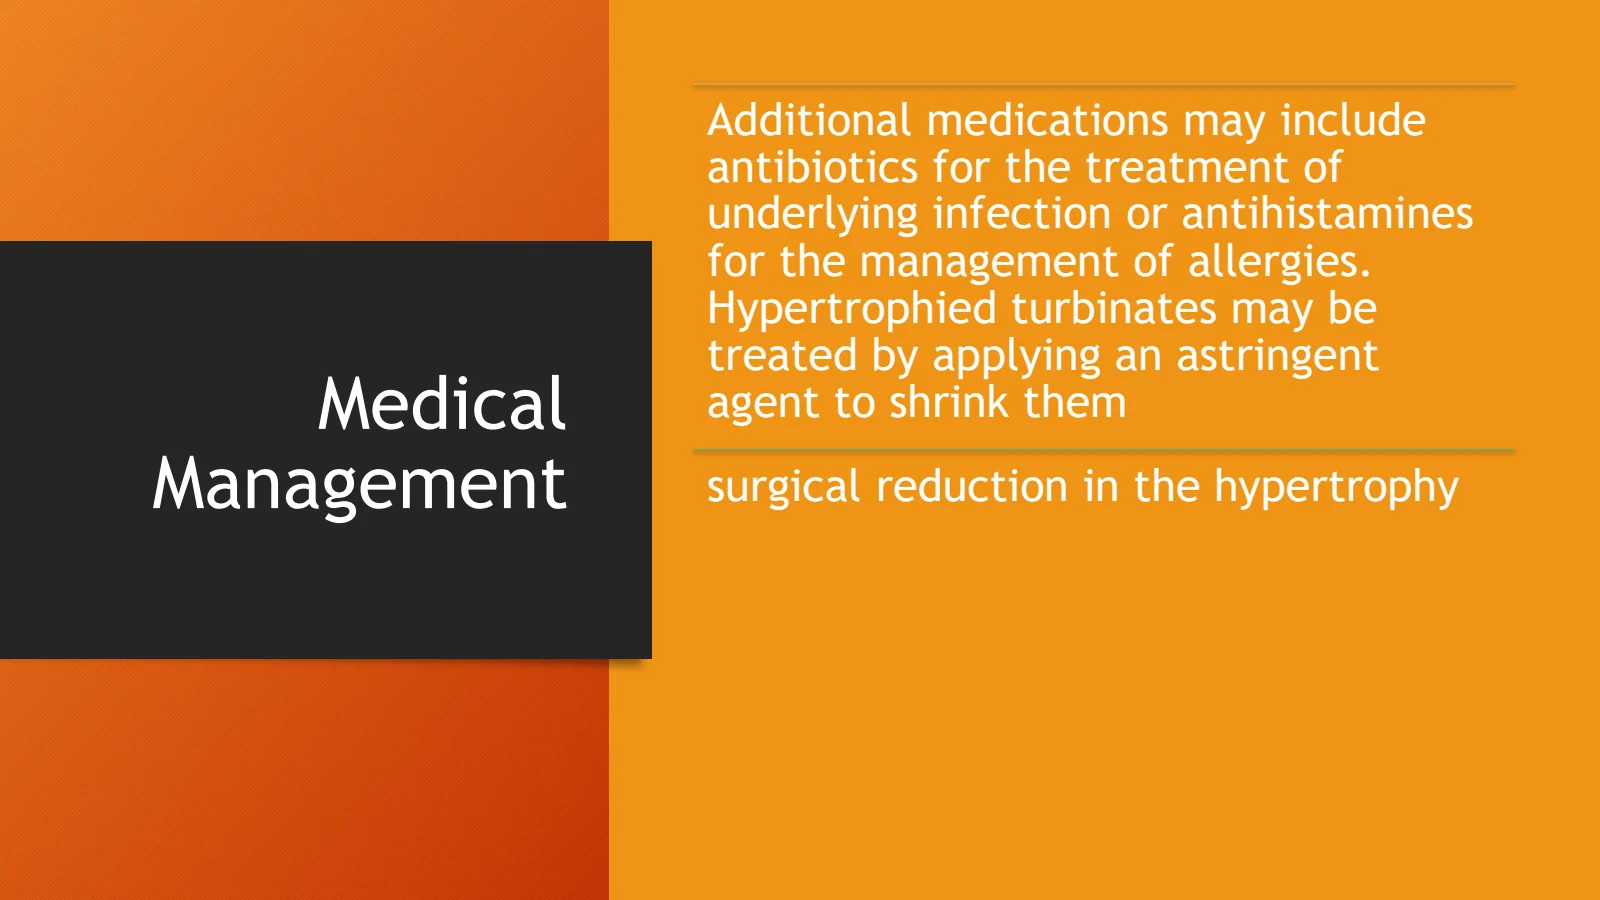 Medical
Management
Additional medications may include
antibiotics for the treatment of
underlying infection or antihistamines
for the management of allergies.
Hypertrophied turbinates may be
treated by applying an astringent
agent to shrink them
surgical reduction in the hypertrophy